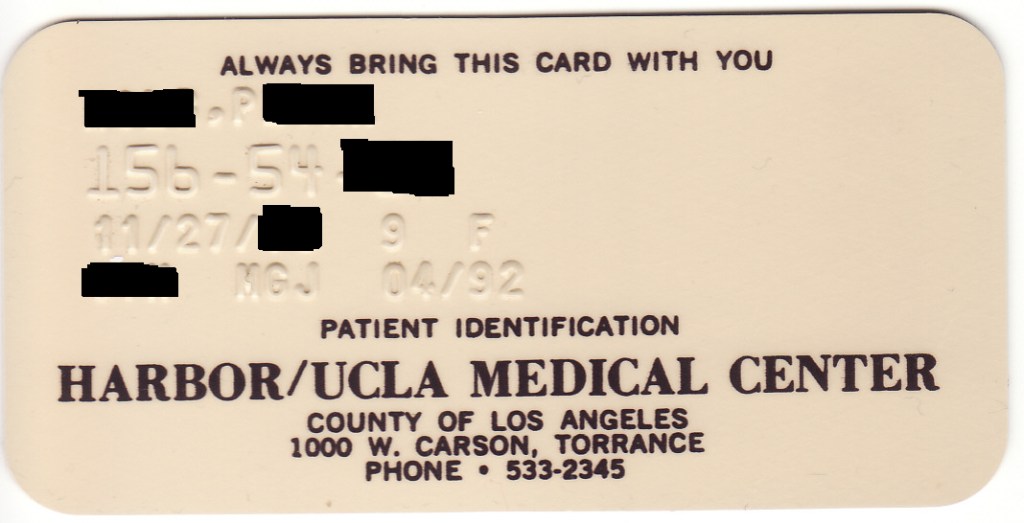 ALWAYS BRING THIS CARD WITH YOU
.P
156-54
11/27/ 9 F
MGJ 04/92
PATIENT IDENTIFICATION
HARBOR/UCLA MEDICAL CENTER
COUNTY OF LOS ANGELES
1000 W. CARSON, TORRANCE
PHONE • 533-2345